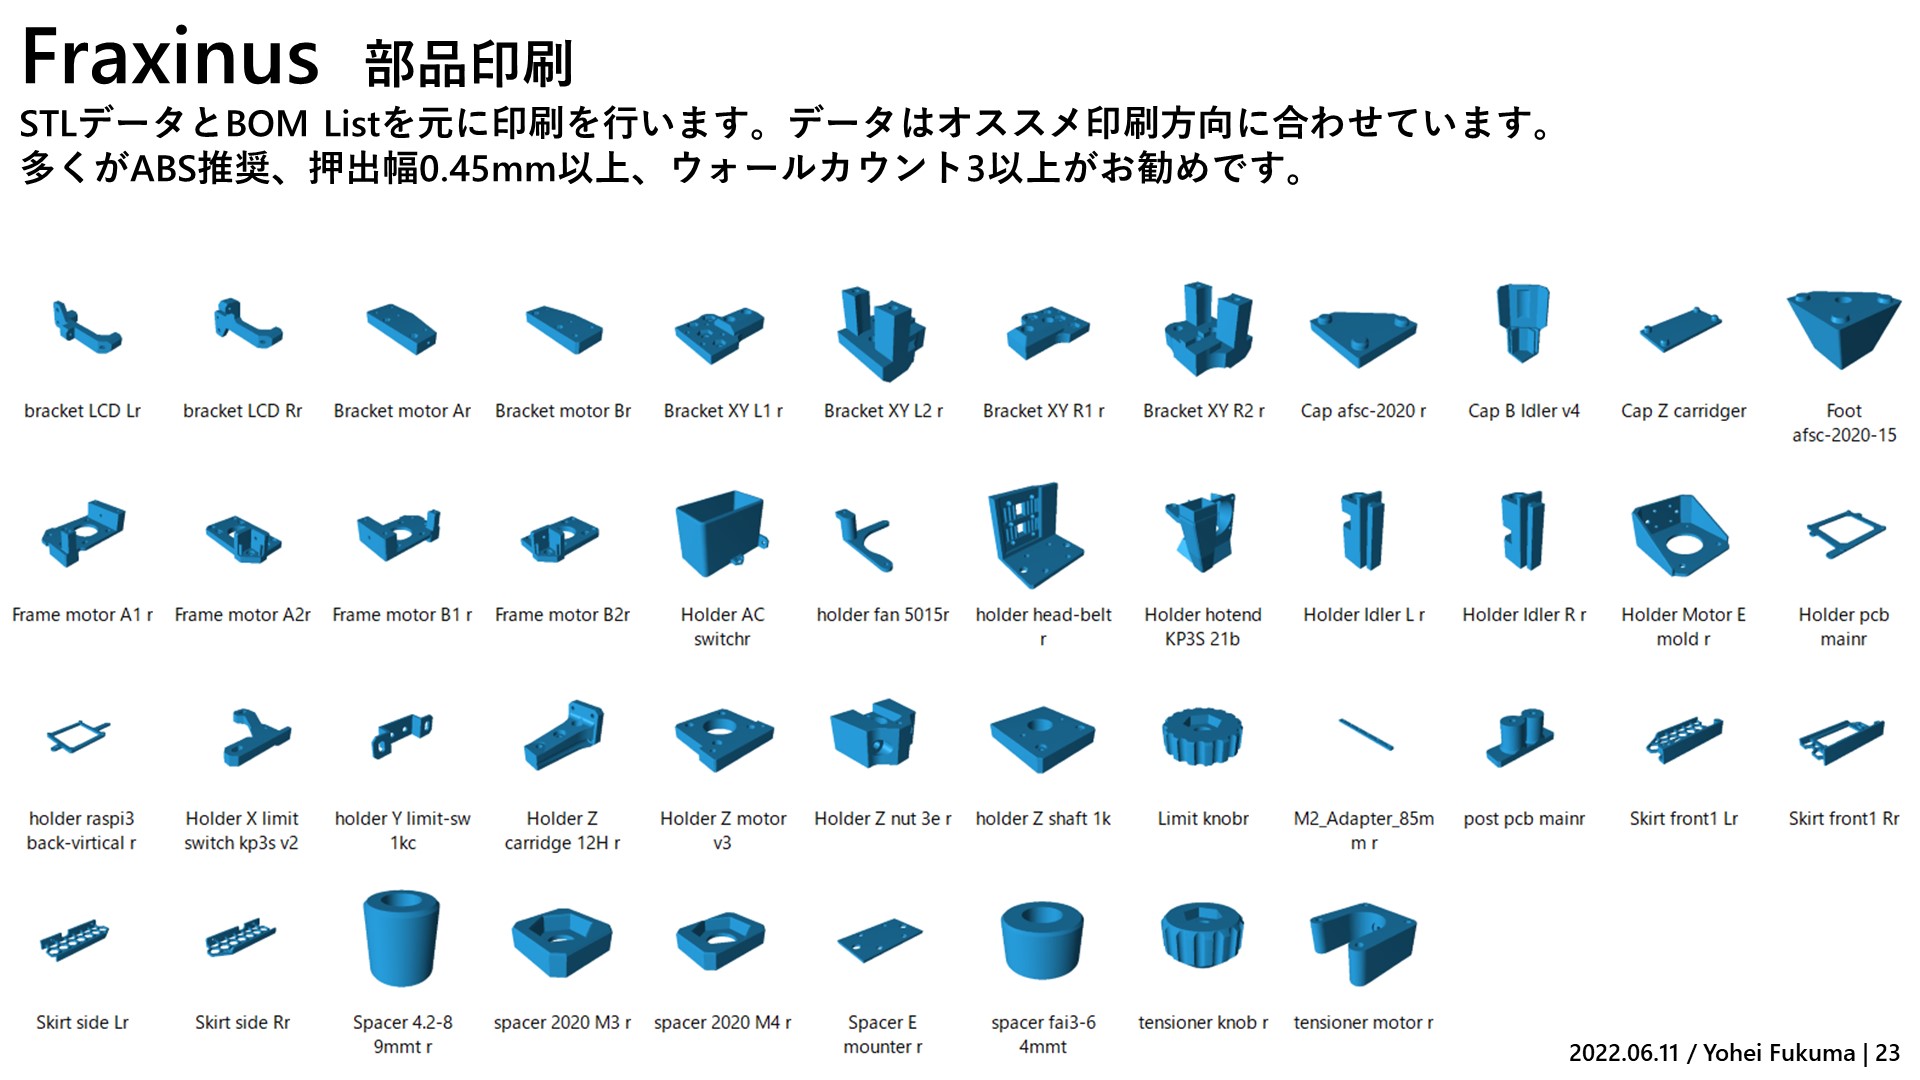 Fraxinus 部品印刷
STLデータとBOM Listを元に印刷を行います。データはオススメ印刷方向に合わせています。
多くがABS推奨、押出幅0.45mm以上、ウォールカウント3以上がお勧めです。
bracket LCD Lr
bracket LCD Rr
Bracket motor Ar
Bracket motor Br
Bracket XY L1 r
Bracket XY L2 r
Bracket XY R1 r
Bracket XY R2 r
Cap afsc-2020 r
Cap B Idler v4
Cap Z carridger
Foot
afsc-2020-15
Frame motor A1 r
Frame motor A2r
Frame motor B1 r
Frame motor B2r
Holder AC
switchr
holder fan 5015r
holder head-belt
r
Holder hotend
KP3S 21b
Holder Idler L r
Holder Idler R r
Holder Motor E
mold r
Holder pcb
mainr
holder raspi3
back-virtical r
Holder X limit
switch kp3s v2
holder Y limit-sw
1kc
Holder Z
carridge 12H r
Holder Z motor
v3
Holder Z nut 3e r
holder Z shaft 1k
Limit knobr
M2_Adapter_85m
m r
post pcb mainr
Skirt front1 Lr
Skirt front1 Rr
Skirt side Lr
Skirt side Rr
Spacer 4.2-8
9mmt r
spacer 2020 M3 r
spacer 2020 M4 r
Spacer E
mounter r
spacer fai3-6
4mmt
tensioner knob r
tensioner motor r
2022.06.11 / Yohei Fukuma | 23